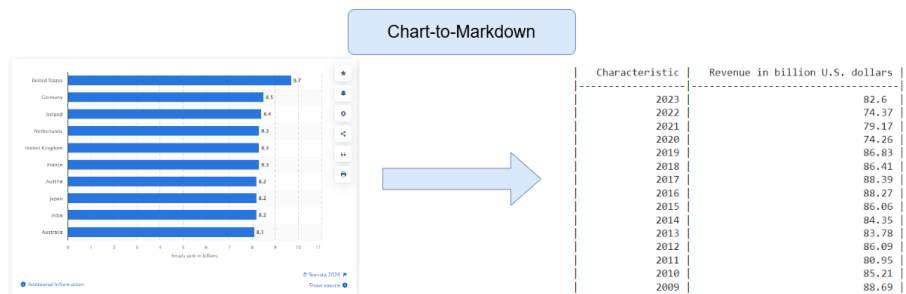 Chart-to-Markdown
United States 9.7
Germany 8.5
Ireland 8.4
Netherlands 8.3
United Kingdom 8.3
France 8.3
Austria 8.2
Japan 8.2
India 8.2
Australia 8.1
0 1 2 3 4 5 6 7 8 9 10 11
Emails sent in billions
© Statista 2024
Additional Information
Show source
| Characteristic | Revenue in billion U.S. dollars |
|----------------|---------------------------------|
| 2023 | 82.6 |
| 2022 | 74.37 |
| 2021 | 79.17 |
| 2020 | 74.26 |
| 2019 | 86.83 |
| 2018 | 86.41 |
| 2017 | 88.39 |
| 2016 | 88.27 |
| 2015 | 86.06 |
| 2014 | 84.35 |
| 2013 | 83.78 |
| 2012 | 86.09 |
| 2011 | 80.95 |
| 2010 | 85.21 |
| 2009 | 88.69 |